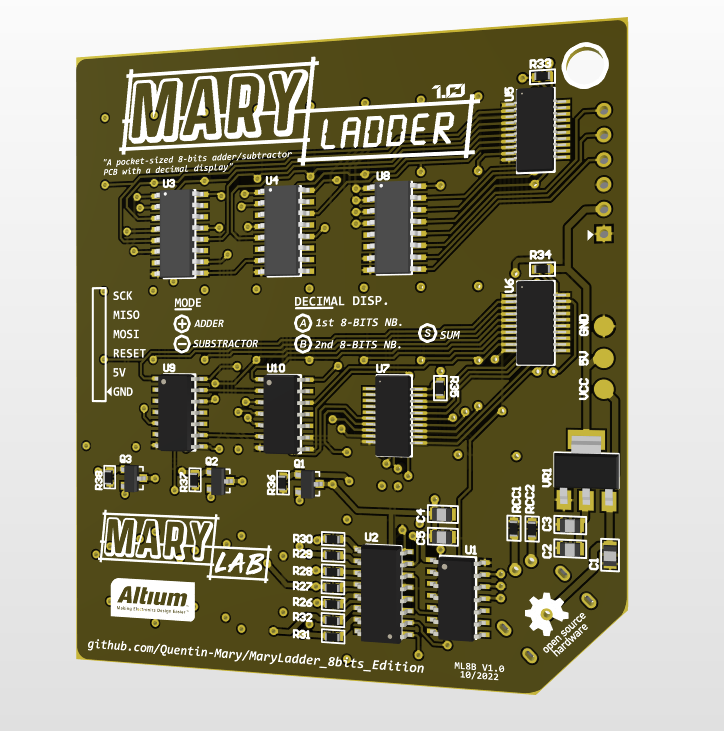 MARY
LADDER
1.0
"A pocket-sized 8-bits adder/subtractor
PCB with a decimal display"
R33
U5
U3
U4
U8
R34
U6
SCK
MISO
MOSI
RESET
5V
GND
MODE
+ ADDER
− SUBSTRACTOR
DECIMAL DISP.
A 1st 8-BITS NB.
B 2nd 8-BITS NB.
S SUM
GND
5V
VCC
U9
U10
U7
R35
R38
Q3
R37
Q2
R36
Q1
VR1
RCC1
RCC2
C3
C2
C1
C4
C5
MARY
LAB
Altium
Making Electronics Design Easier
R30
R29
R28
R27
R26
R32
R31
U2
U1
open source
hardware
github.com/Quentin-Mary/MaryLadder_8bits_Edition
ML8B V1.0
10/2022